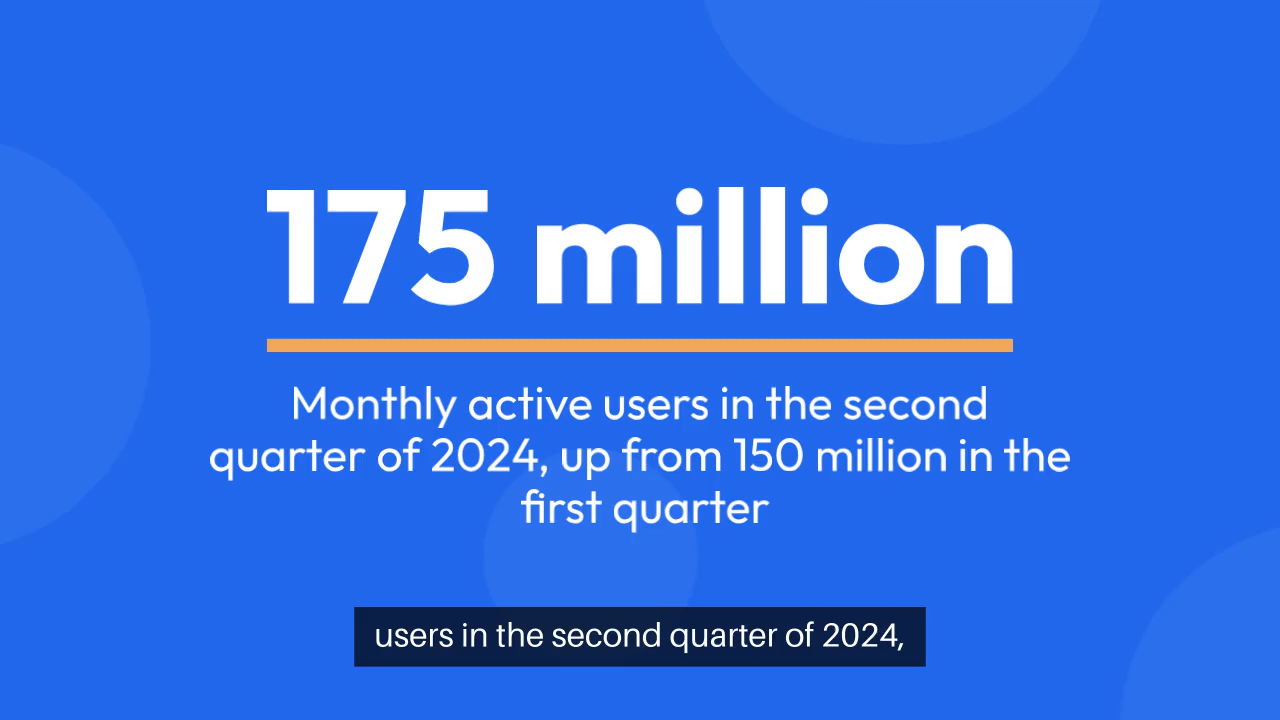 175 million
Monthly active users in the second
quarter of 2024, up from 150 million in the
first quarter
users in the second quarter of 2024,